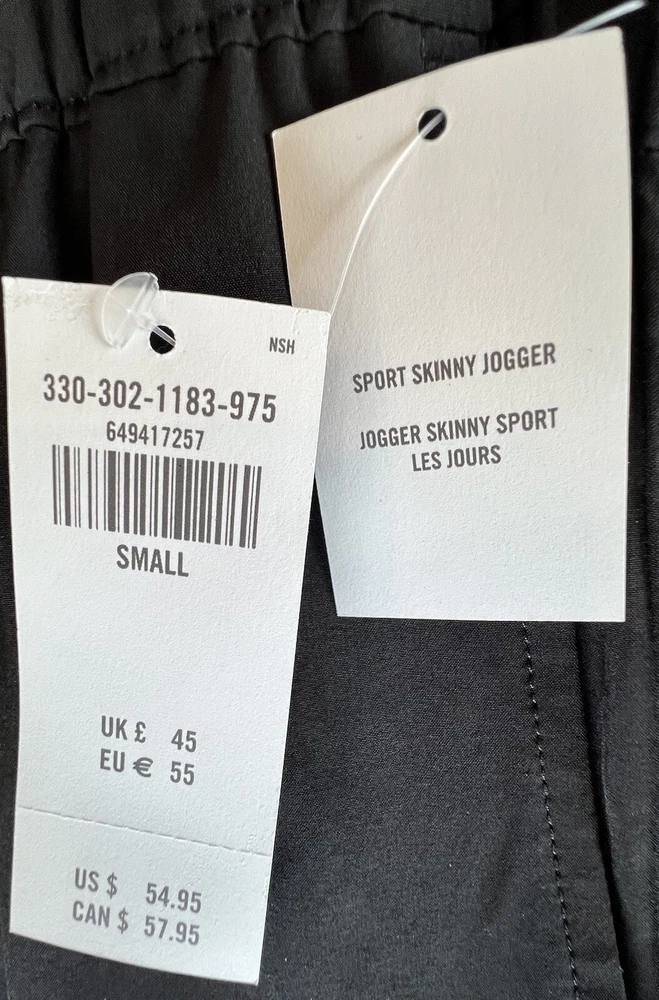 NSH
330-302-1183-975
649417257
SMALL
UK £ 45
EU € 55
US $ 54.95
CAN $ 57.95
SPORT SKINNY JOGGER
JOGGER SKINNY SPORT
LES JOURS